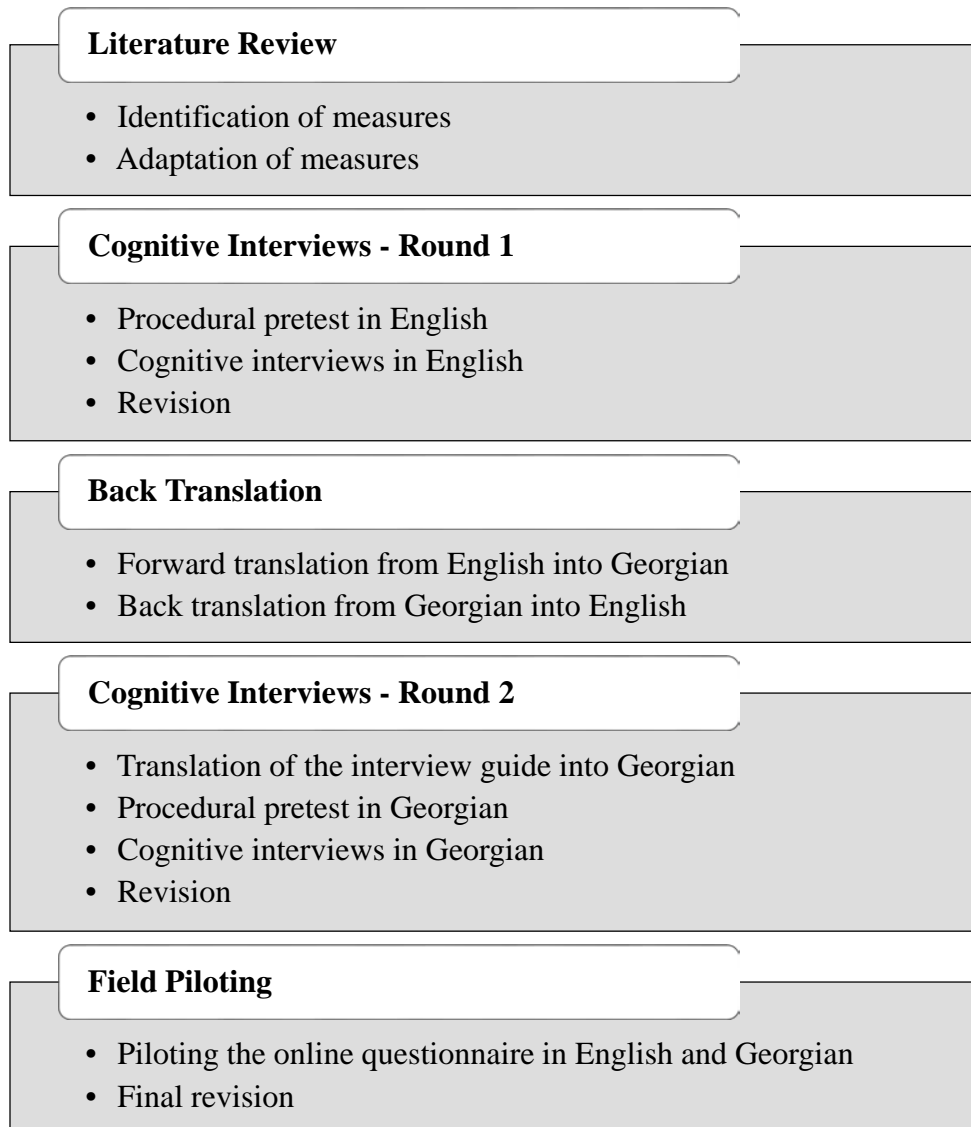 Literature Review
• Identification of measures
• Adaptation of measures
Cognitive Interviews - Round 1
• Procedural pretest in English
• Cognitive interviews in English
• Revision
Back Translation
• Forward translation from English into Georgian
• Back translation from Georgian into English
Cognitive Interviews - Round 2
• Translation of the interview guide into Georgian
• Procedural pretest in Georgian
• Cognitive interviews in Georgian
• Revision
Field Piloting
• Piloting the online questionnaire in English and Georgian
• Final revision